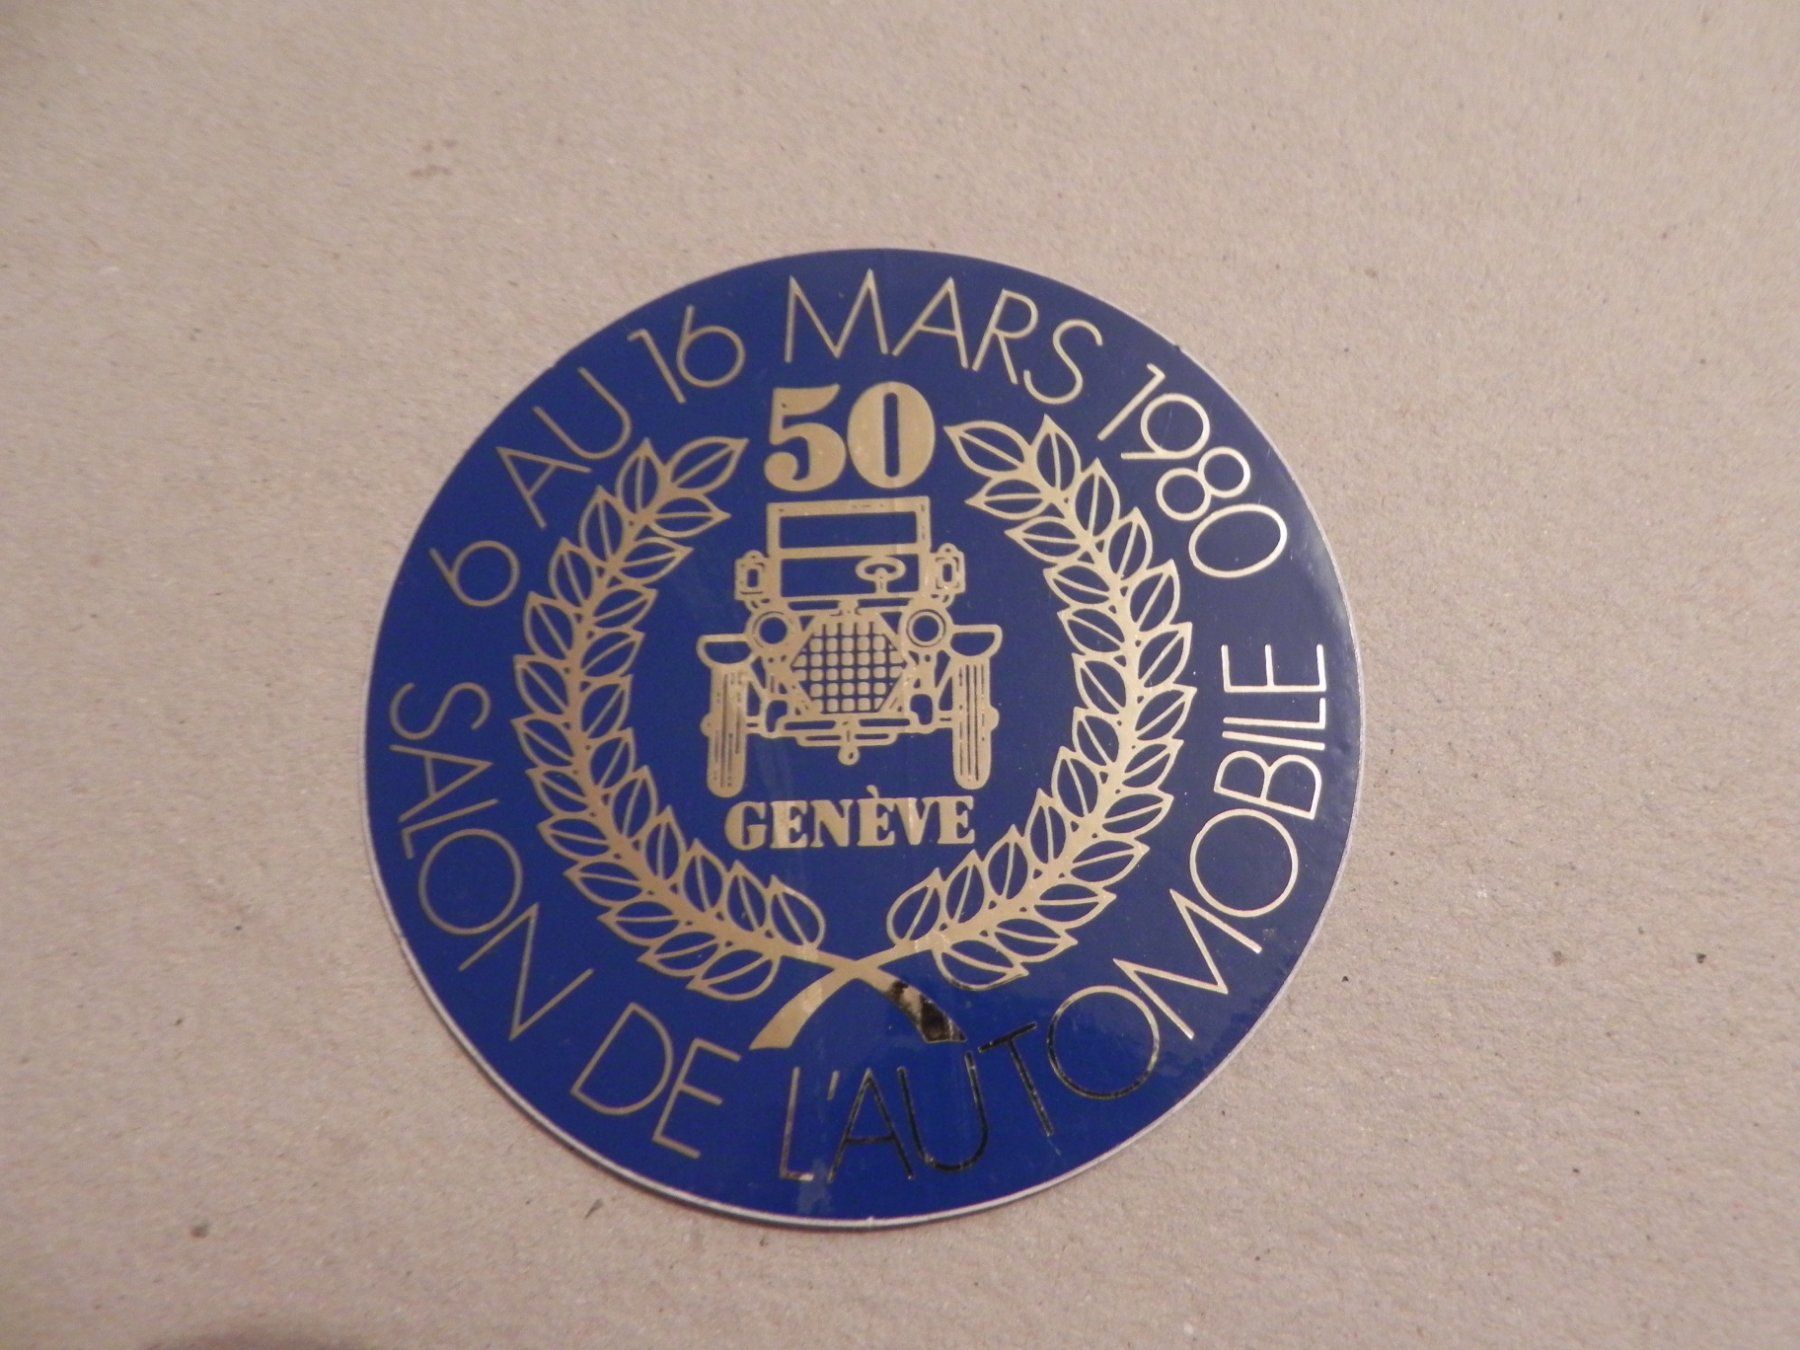 6 AU 16 MARS 1980
50
GENÈVE
SALON DE L'AUTOMOBILE